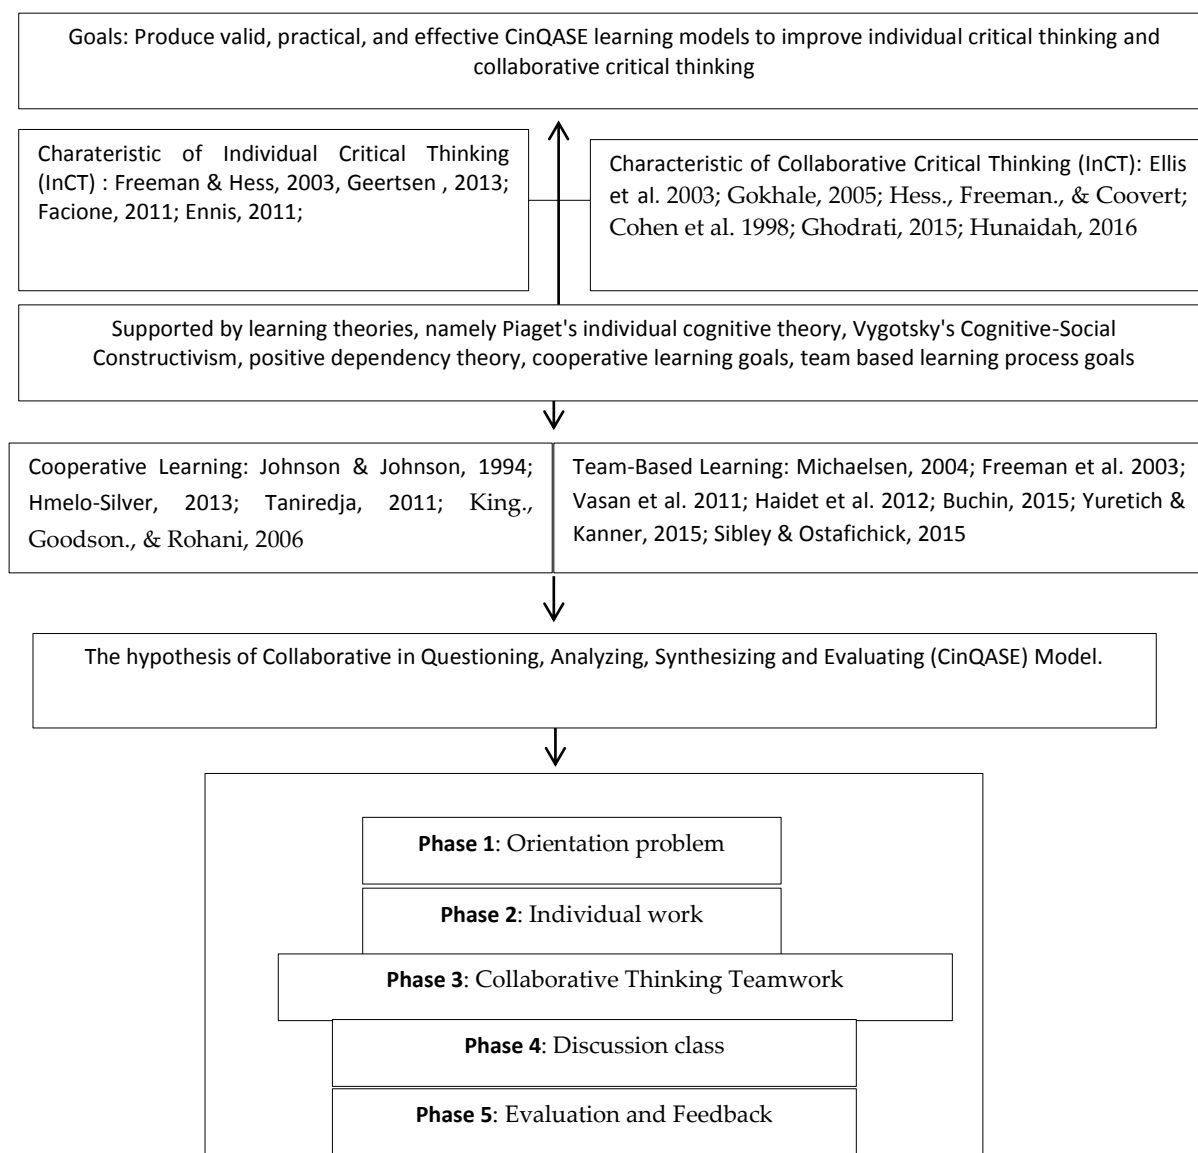 Goals: Produce valid, practical, and effective CinQASE learning models to improve individual critical thinking and
collaborative critical thinking
Charateristic of Individual Critical Thinking
(InCT) : Freeman & Hess, 2003, Geertsen , 2013;
Facione, 2011; Ennis, 2011;
Characteristic of Collaborative Critical Thinking (InCT): Ellis
et al. 2003; Gokhale, 2005; Hess., Freeman., & Coovert;
Cohen et al. 1998; Ghodrati, 2015; Hunaidah, 2016
Supported by learning theories, namely Piaget's individual cognitive theory, Vygotsky's Cognitive-Social
Constructivism, positive dependency theory, cooperative learning goals, team based learning process goals
Cooperative Learning: Johnson & Johnson, 1994;
Hmelo-Silver, 2013; Taniredja, 2011; King.,
Goodson., & Rohani, 2006
Team-Based Learning: Michaelsen, 2004; Freeman et al. 2003;
Vasan et al. 2011; Haidet et al. 2012; Buchin, 2015; Yuretich &
Kanner, 2015; Sibley & Ostafichick, 2015
The hypothesis of Collaborative in Questioning, Analyzing, Synthesizing and Evaluating (CinQASE) Model.
Phase 1: Orientation problem
Phase 2: Individual work
Phase 3: Collaborative Thinking Teamwork
Phase 4: Discussion class
Phase 5: Evaluation and Feedback